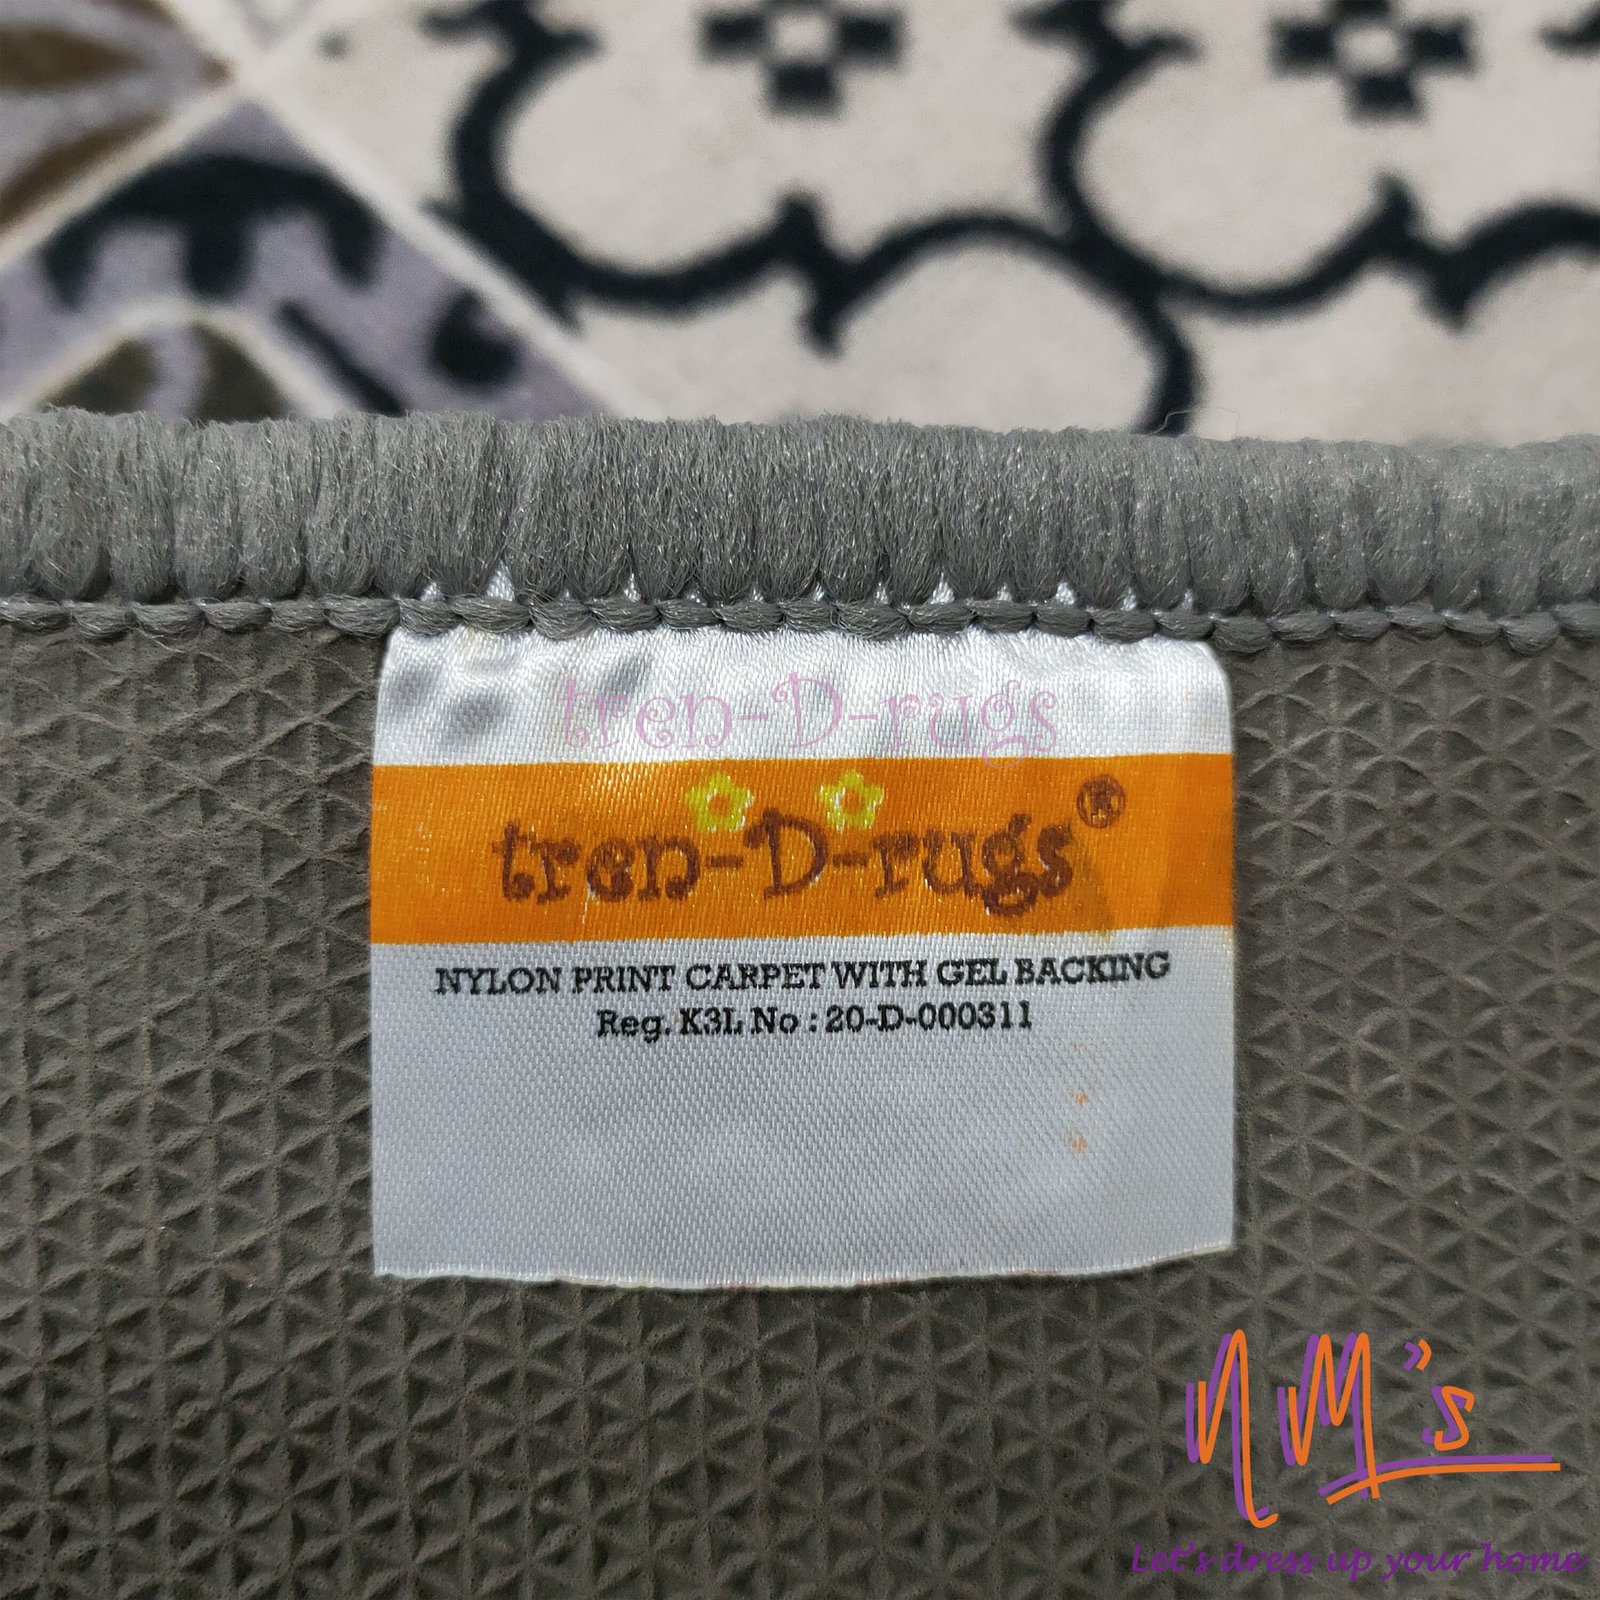 tren-D-rugs
tren-D-rugs®
NYLON PRINT CARPET WITH GEL BACKING
Reg. K3L No : 20-D-000311
NM"s
Let's dress up your home